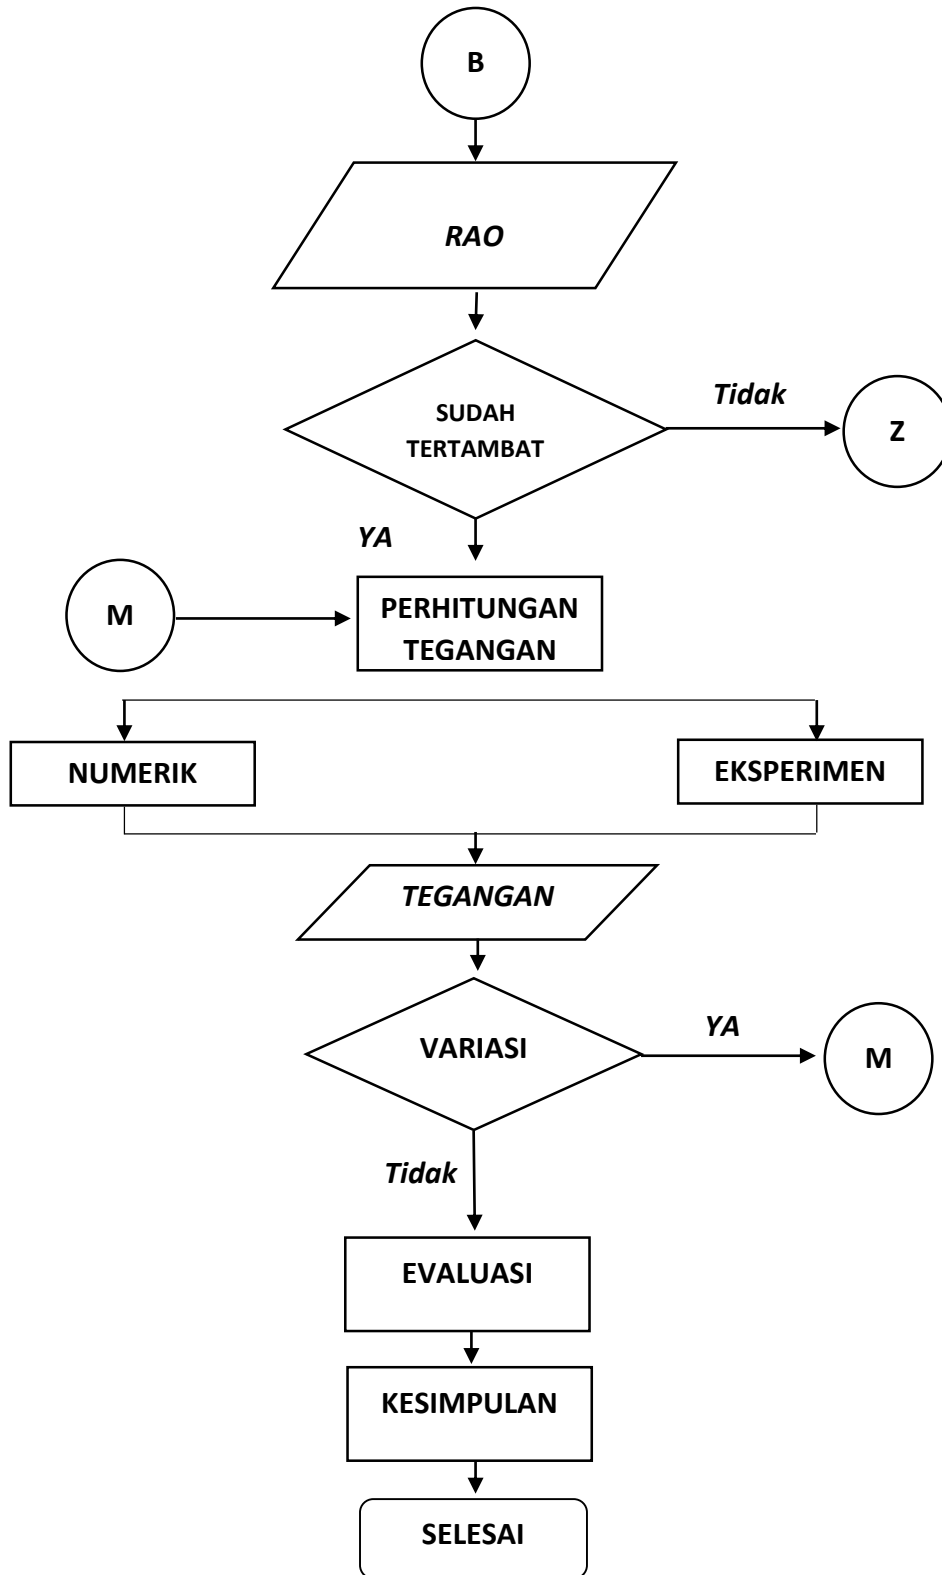 B
RAO
SUDAH
TERTAMBAT
Tidak
Z
YA
M
PERHITUNGAN
TEGANGAN
NUMERIK
EKSPERIMEN
TEGANGAN
VARIASI
YA
M
Tidak
EVALUASI
KESIMPULAN
SELESAI